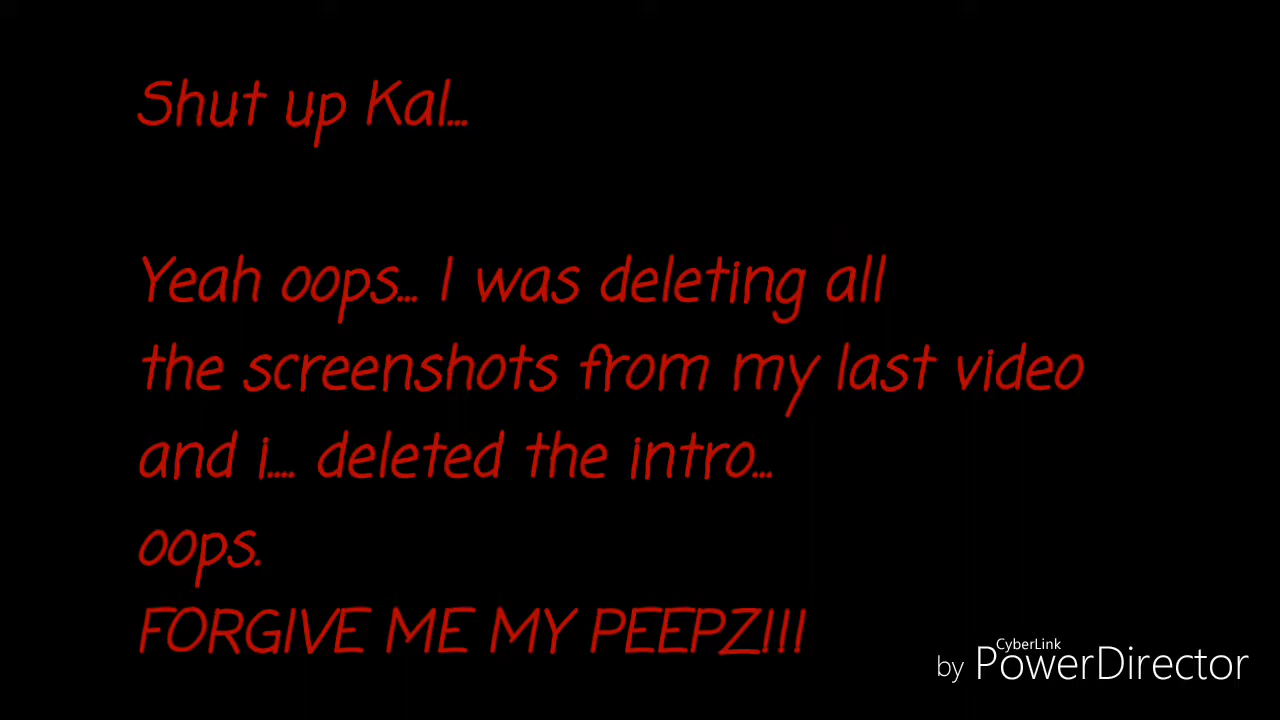 Shut up Kal...
Yeah oops... I was deleting all
the screenshots from my last video
and i.... deleted the intro...
oops.
FORGIVE ME MY PEEPZ!!!
by CyberLink PowerDirector